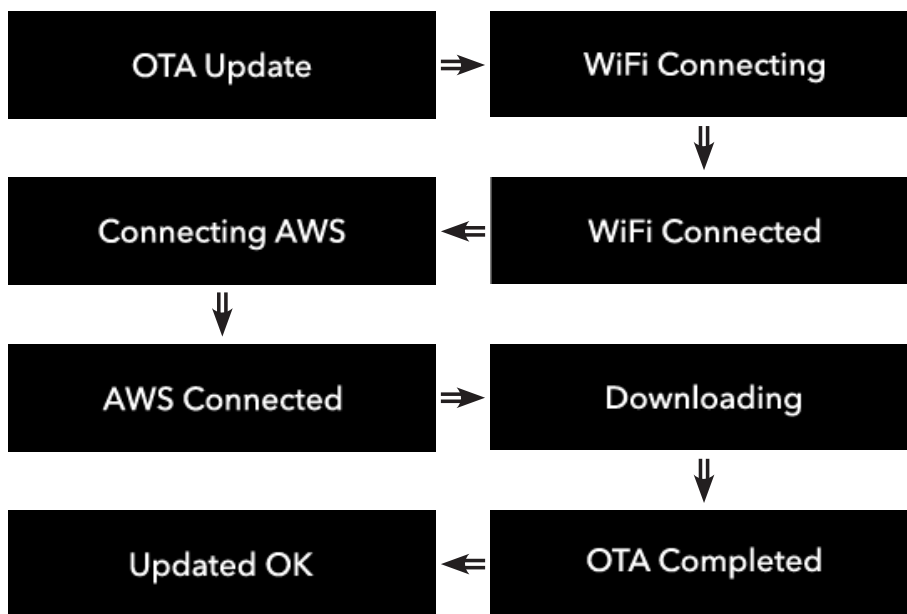 OTA Update
WiFi Connecting
WiFi Connected
Connecting AWS
AWS Connected
Downloading
OTA Completed
Updated OK